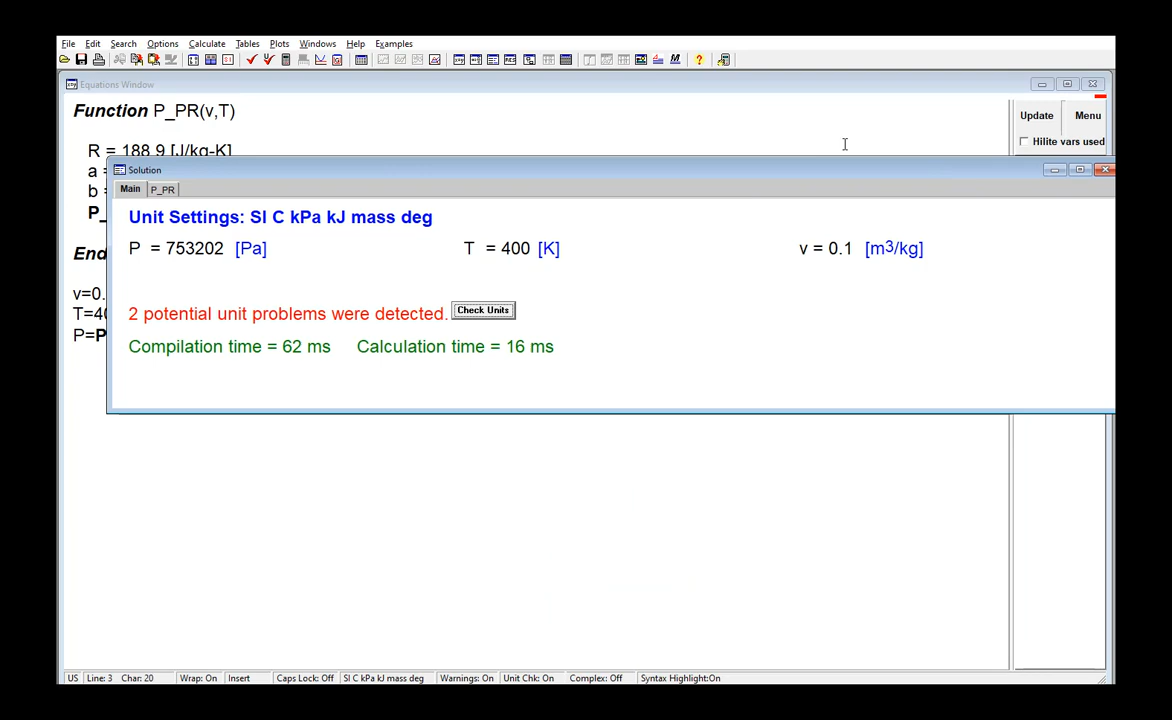 File Edit Search Options Calculate Tables Plots Windows Help Examples
Equations Window
Function P_PR(v,T)
Update Menu
Hilite vars used
R = 188.9 [J/kg-K]
a =
b =
P_
End
v=0.
T=40
P=P
Solution
Main P_PR
Unit Settings: SI C kPa kJ mass deg
P = 753202 [Pa] T = 400 [K] v = 0.1 [m3/kg]
2 potential unit problems were detected. Check Units
Compilation time = 62 ms Calculation time = 16 ms
US Line: 3 Char: 20 Wrap: On Insert Caps Lock: Off SI C kPa kJ mass deg Warnings: On Unit Chk: On Complex: Off Syntax Highlight:On